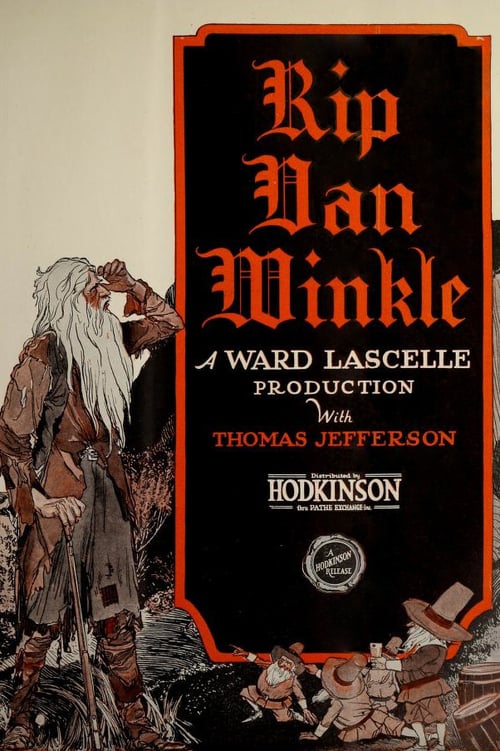 Rip
Van
Winkle
A WARD LASCELLE
PRODUCTION
With
THOMAS JEFFERSON
Distributed by
HODKINSON
thru PATHE EXCHANGE-Inc.
A
HODKINSON
RELEASE